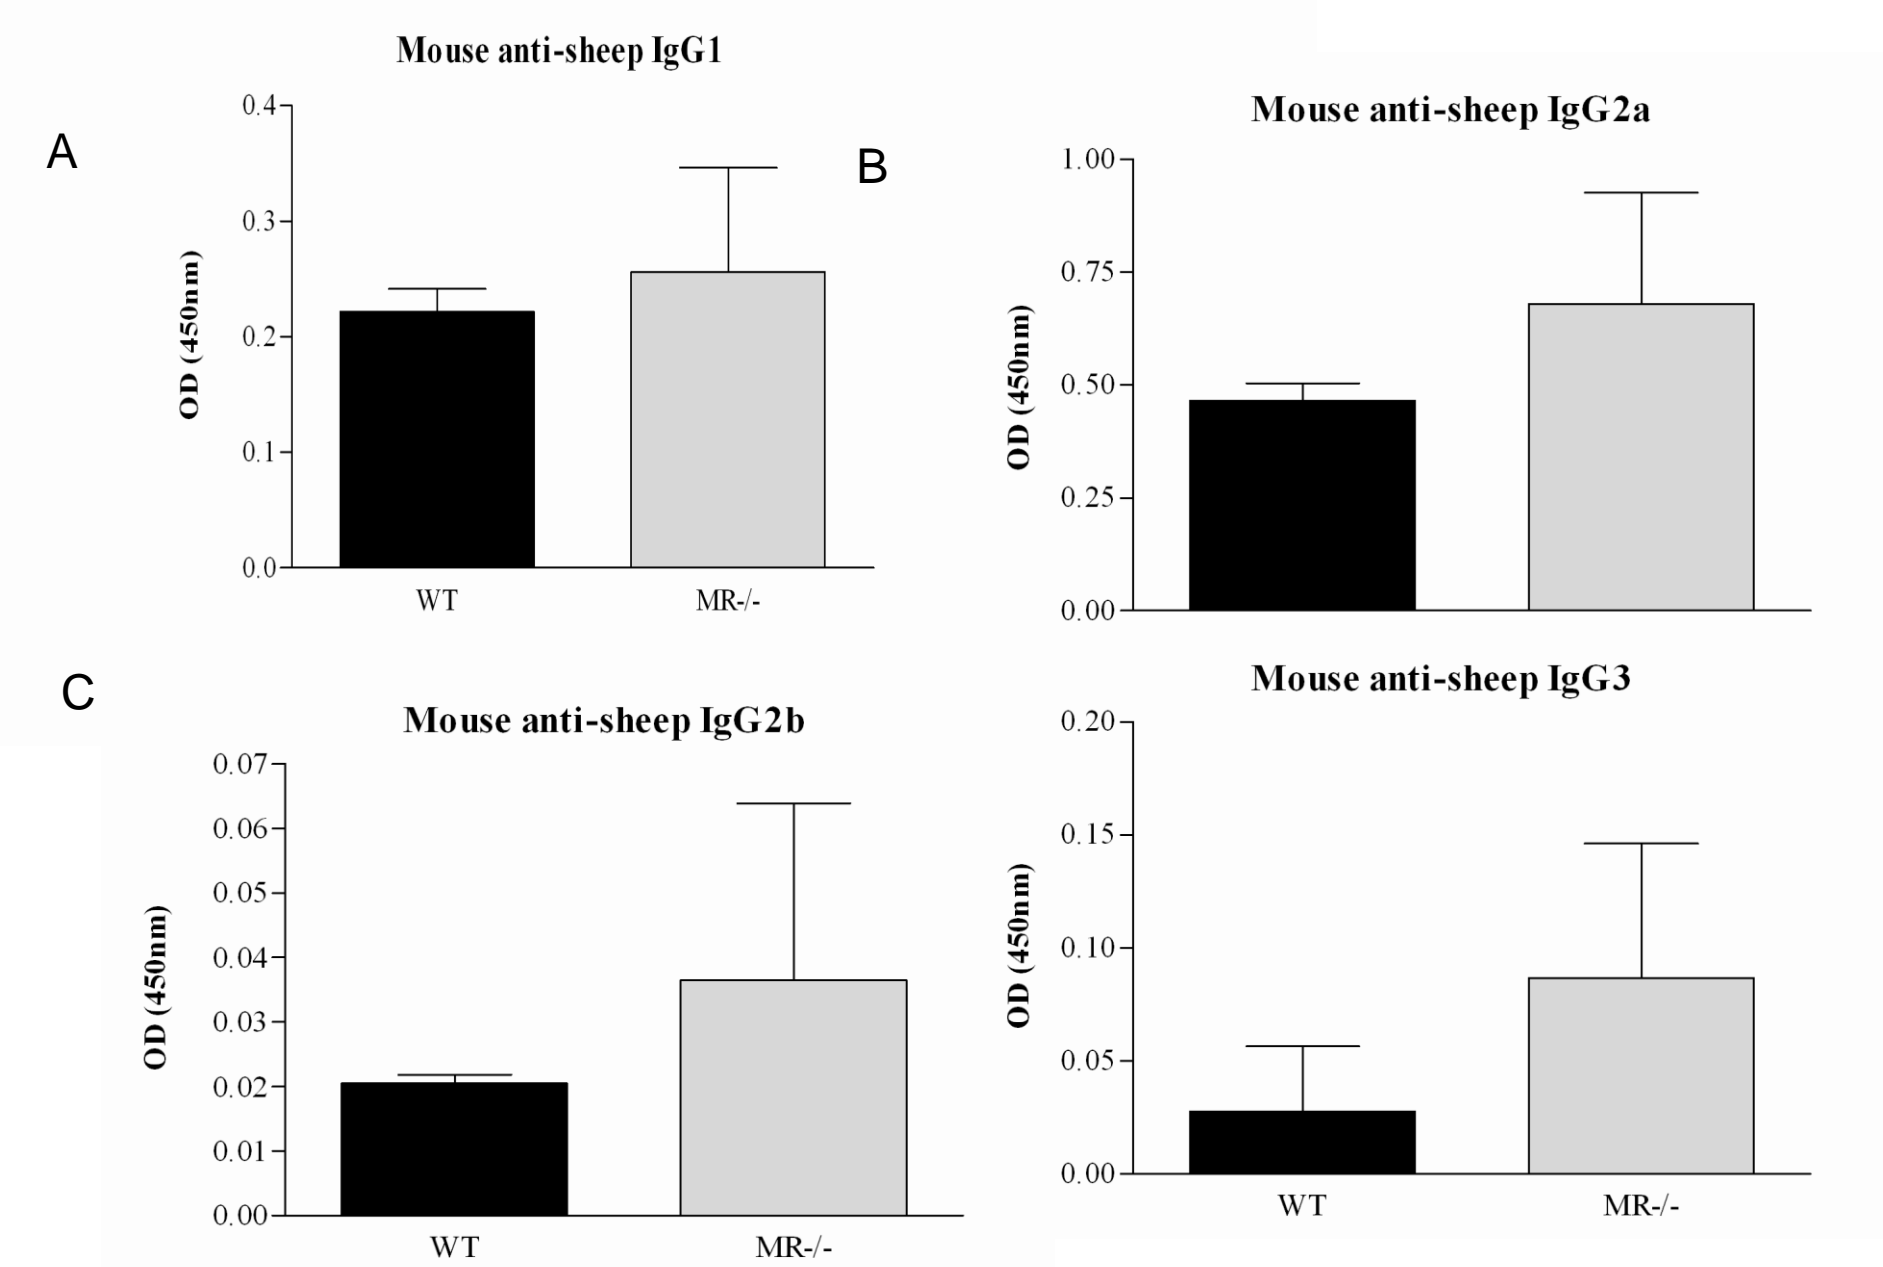 A
Mouse anti-sheep IgG1
OD (450nm)
0.4
0.3
0.2
0.1
0.0
WT MR-/-
B
Mouse anti-sheep IgG2a
OD (450nm)
1.00
0.75
0.50
0.25
0.00
C
Mouse anti-sheep IgG2b
OD (450nm)
0.07
0.06
0.05
0.04
0.03
0.02
0.01
0.00
WT MR-/-
Mouse anti-sheep IgG3
OD (450nm)
0.20
0.15
0.10
0.05
0.00
WT MR-/-